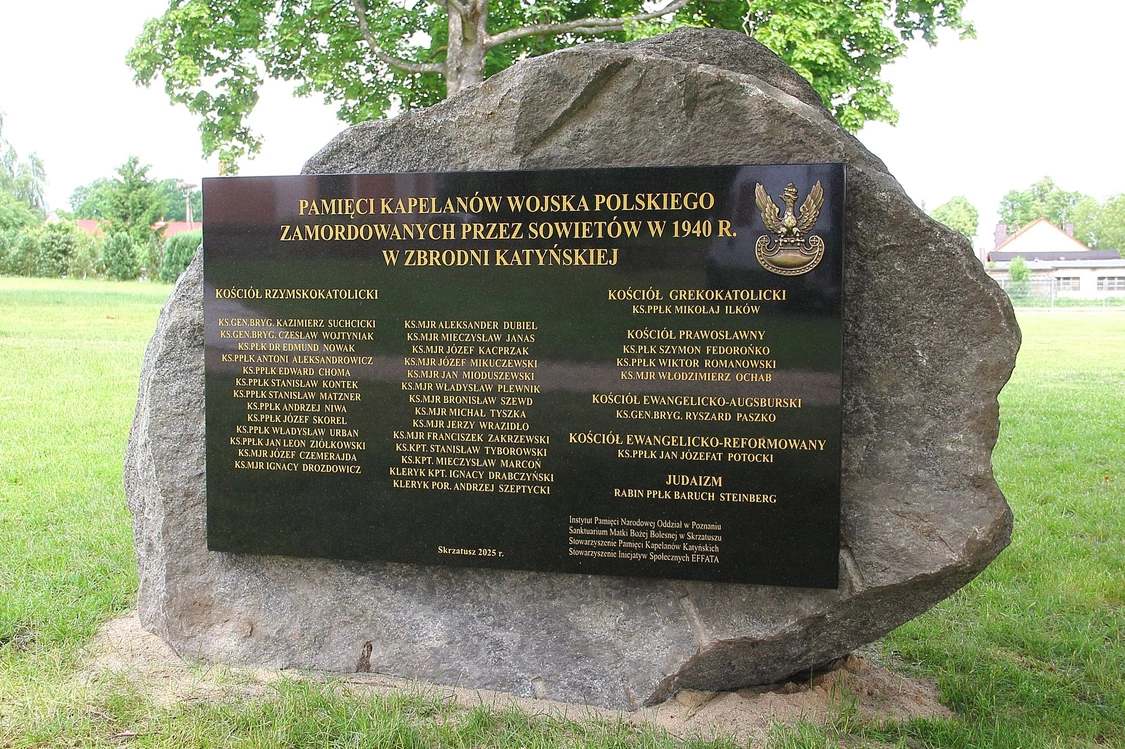 PAMIĘCI KAPELANÓW WOJSKA POLSKIEGO
ZAMORDOWANYCH PRZEZ SOWIETÓW W 1940 R.
W ZBRODNI KATYŃSKIEJ
KOŚCIÓŁ RZYMSKOKATOLICKI
KS.GEN.BRYG. KAZIMIERZ SUCHCICKI
KS.GEN.BRYG. CZESŁAW WOJTYNIAK
KS.PŁK DR EDMUND NOWAK
KS.PPŁK ANTONI ALEKSANDROWICZ
KS.PPŁK EDWARD CHOMA
KS.PPŁK STANISŁAW KONTEK
KS.PPŁK STANISŁAW MATZNER
KS.PPŁK ANDRZEJ NIWA
KS.PPŁK JÓZEF SKOREL
KS.PPŁK WŁADYSŁAW URBAN
KS.PPŁK JAN LEON ZIÓŁKOWSKI
KS.MJR JÓZEF CZEMERAJDA
KS.MJR IGNACY DROZDOWICZ
KS.MJR ALEKSANDER DUBIEL
KS.MJR MIECZYSŁAW JANAS
KS.MJR JÓZEF KACPRZAK
KS.MJR JÓZEF MIKUCZEWSKI
KS.MJR JAN MIODUSZEWSKI
KS.MJR WŁADYSŁAW PLEWNIK
KS.MJR BRONISŁAW SZEWD
KS.MJR MICHAŁ TYSZKA
KS.MJR JERZY WRAZIDŁO
KS.MJR FRANCISZEK ZAKRZEWSKI
KS.KPT. STANISŁAW TYBOROWSKI
KS.KPT. MIECZYSŁAW MARCOŃ
KLERYK KPT. IGNACY DRABCZYŃSKI
KLERYK POR. ANDRZEJ SZEPTYCKI
KOŚCIÓŁ GREKOKATOLICKI
KS.PPŁK MIKOŁAJ ILKÓW
KOŚCIÓŁ PRAWOSŁAWNY
KS.PŁK SZYMON FEDOROŃKO
KS.PPŁK WIKTOR ROMANOWSKI
KS.MJR WŁODZIMIERZ OCHAB
KOŚCIÓŁ EWANGELICKO-AUGSBURSKI
KS.GEN.BRYG. RYSZARD PASZKO
KOŚCIÓŁ EWANGELICKO-REFORMOWANY
KS.PPŁK JAN JÓZEFAT POTOCKI
JUDAIZM
RABIN PPŁK BARUCH STEINBERG
Instytut Pamięci Narodowej Oddział w Poznaniu
Sanktuarium Matki Bożej Bolesnej w Skrzatuszu
Stowarzyszenie Pamięci Kapelanów Katyńskich
Stowarzyszenie Inicjatyw Społecznych EFFATA
Skrzatusz 2025 r.